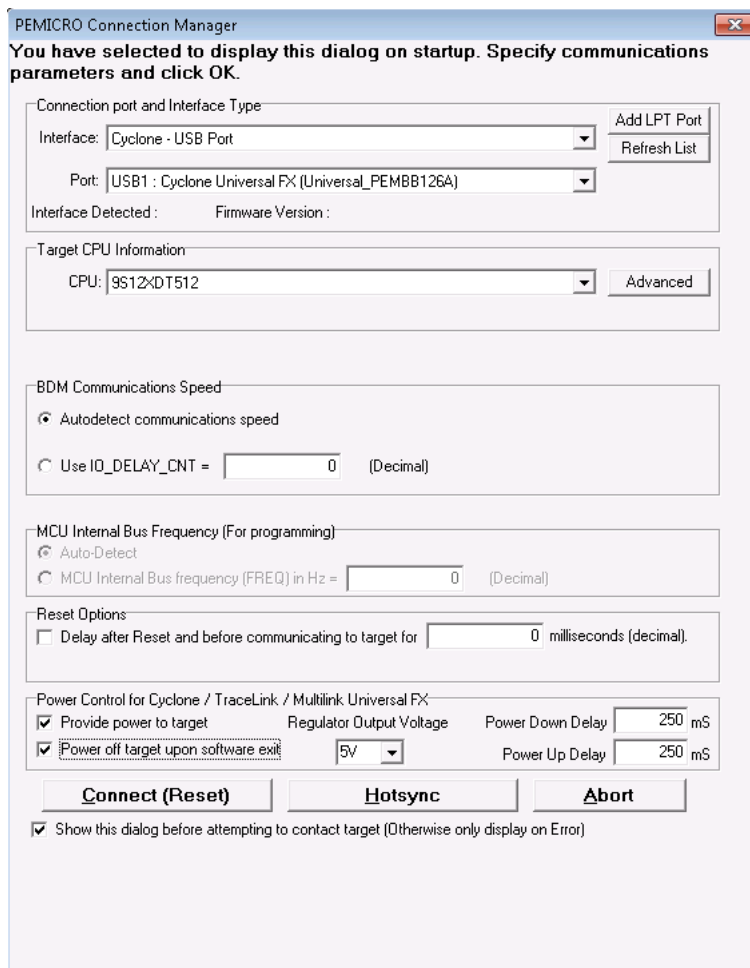 PEMICRO Connection Manager
You have selected to display this dialog on startup. Specify communications
parameters and click OK.
Connection port and Interface Type
Add LPT Port
Interface: Cyclone - USB Port
Refresh List
Port: USB1 : Cyclone Universal FX (Universal_PEMBB126A)
Interface Detected : Firmware Version :
Target CPU Information
CPU: 9S12XDT512 Advanced
BDM Communications Speed
Autodetect communications speed
Use IO_DELAY_CNT = 0 (Decimal)
MCU Internal Bus Frequency (For programming)
Auto-Detect
MCU Internal Bus frequency (FREQ) in Hz = 0 (Decimal)
Reset Options
Delay after Reset and before communicating to target for 0 milliseconds (decimal).
Power Control for Cyclone / TraceLink / Multilink Universal FX
Provide power to target Regulator Output Voltage Power Down Delay 250 mS
Power off target upon software exit 5V Power Up Delay 250 mS
Connect (Reset) Hotsync Abort
Show this dialog before attempting to contact target (Otherwise only display on Error)